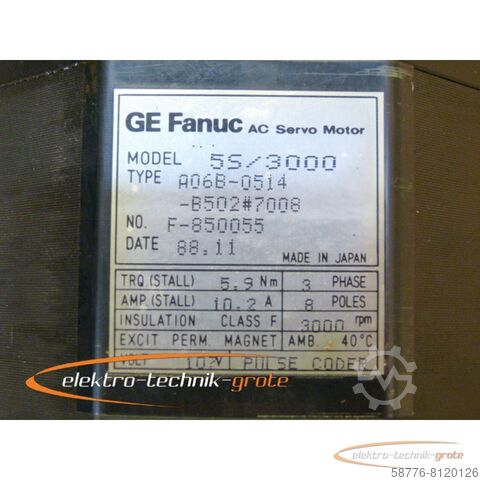 GE Fanuc AC Servo Motor
MODEL 5S/3000
TYPE A06B-0514
-B502#7008
NO. F-850055
DATE 88.11
MADE IN JAPAN
TRQ.(STALL) 5.9 Nm 3 PHASE
AMP.(STALL) 10.2 A 8 POLES
INSULATION CLASS F 3000 rpm
EXCIT PERM. MAGNET AMB. 40°C
VOLT 102V PULSE CODER
elektro-technik-grote
elektro-technik-grote
58776-8120126